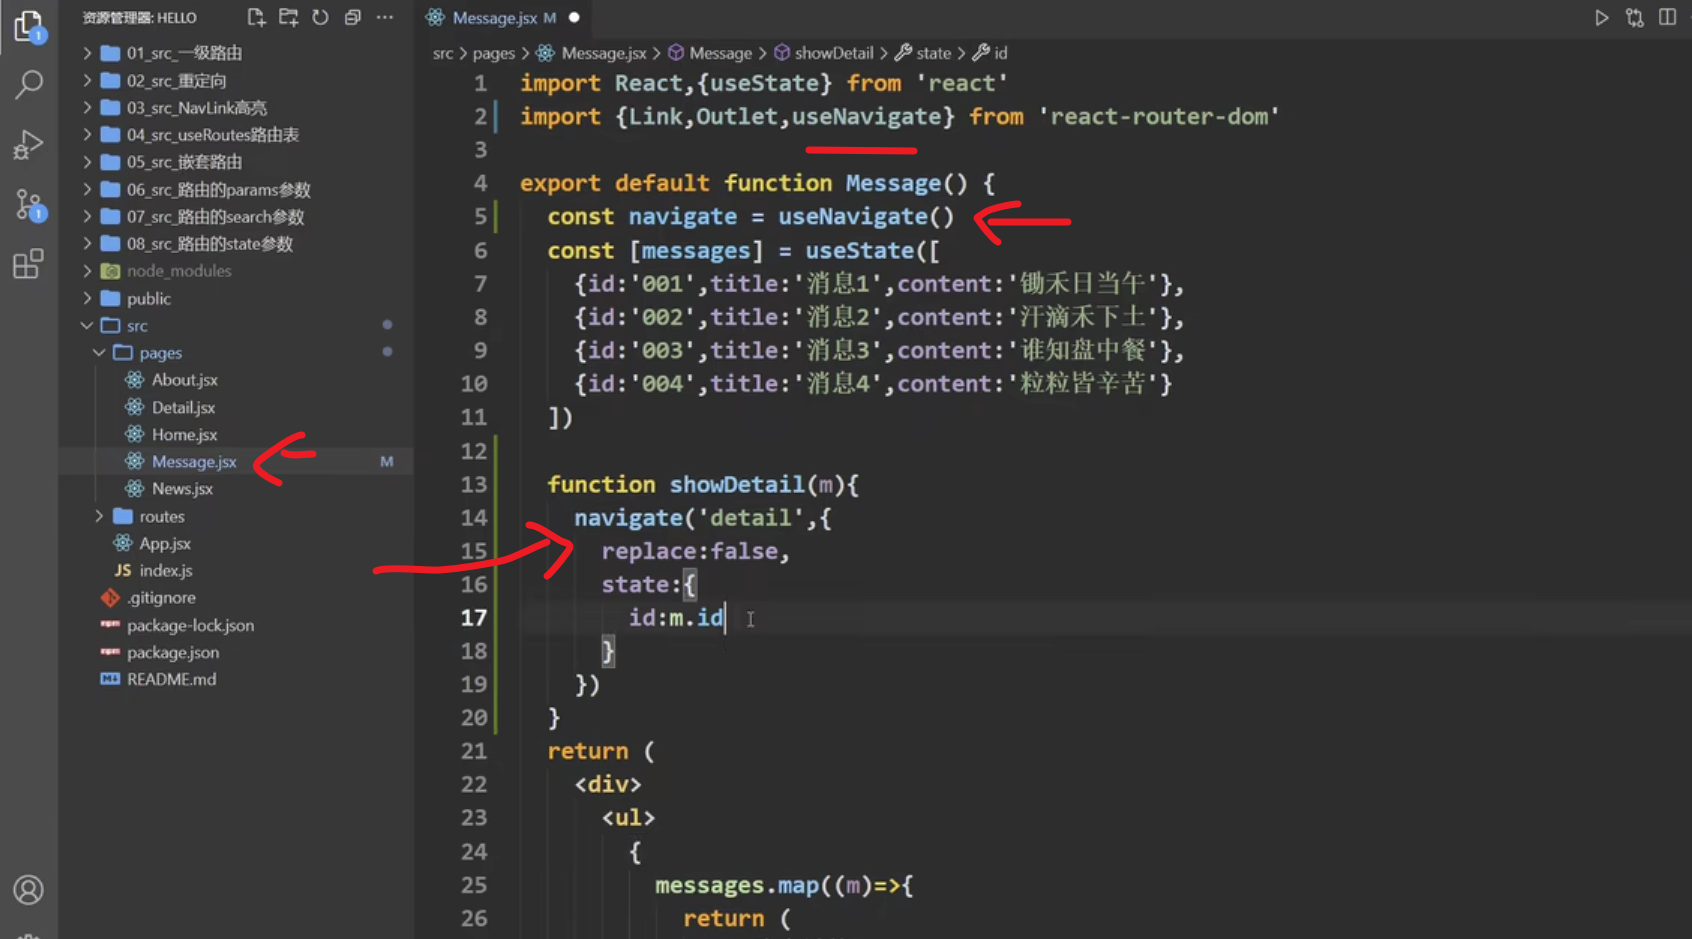 资源管理器: HELLO
01_src_一级路由
02_src_重定向
03_src_NavLink高亮
04_src_useRoutes路由表
05_src_嵌套路由
06_src_路由的params参数
07_src_路由的search参数
08_src_路由的state参数
node_modules
public
src
pages
About.jsx
Detail.jsx
Home.jsx
Message.jsx M
News.jsx
routes
App.jsx
JS index.js
.gitignore
package-lock.json
package.json
README.md
1
1
Message.jsx M
src > pages > Message.jsx > Message > showDetail > state > id
1 import React,{useState} from 'react'
2 import {Link,Outlet,useNavigate} from 'react-router-dom'
3
4 export default function Message() {
5 const navigate = useNavigate()
6 const [messages] = useState([
7 {id:'001',title:'消息1',content:'锄禾日当午'},
8 {id:'002',title:'消息2',content:'汗滴禾下土'},
9 {id:'003',title:'消息3',content:'谁知盘中餐'},
10 {id:'004',title:'消息4',content:'粒粒皆辛苦'}
11 ])
12
13 function showDetail(m){
14 navigate('detail',{
15 replace:false,
16 state:{
17 id:m.id
18 }
19 })
20 }
21 return (
22 <div>
23 <ul>
24 {
25 messages.map((m)=>{
26 return (